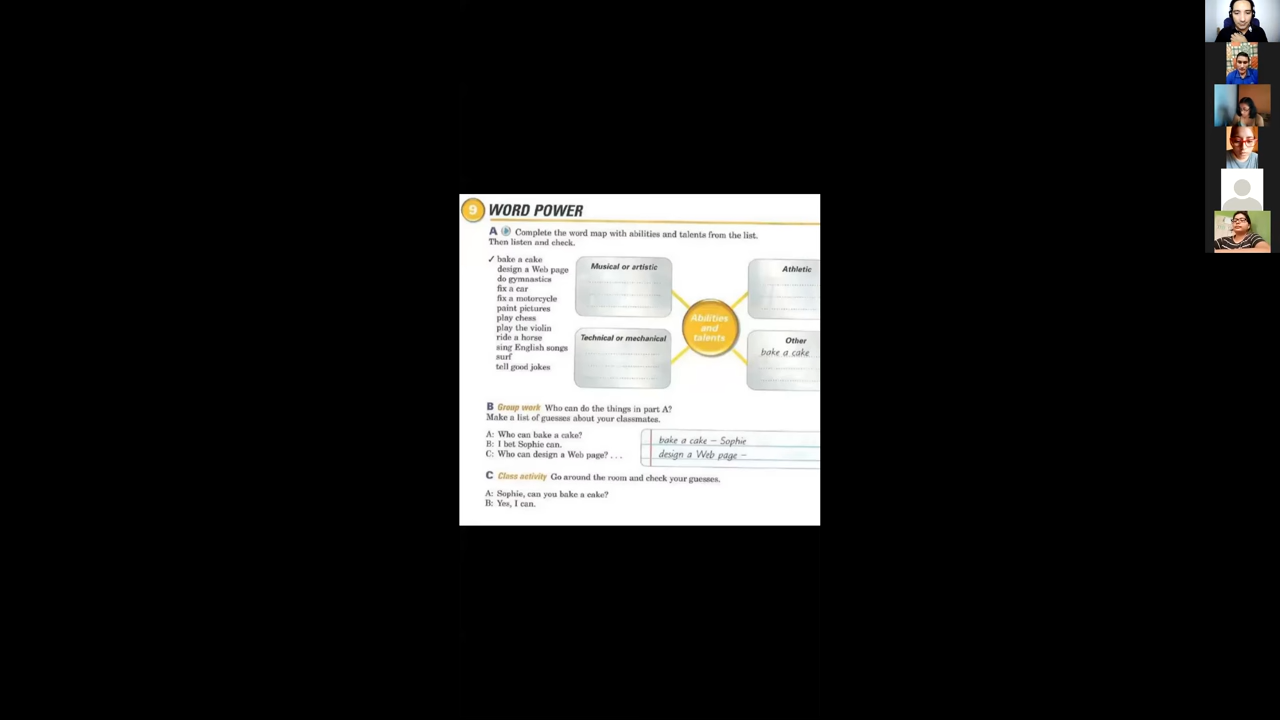 9 WORD POWER
A Complete the word map with abilities and talents from the list.
Then listen and check.
✓ bake a cake
design a Web page
do gymnastics
fix a car
fix a motorcycle
paint pictures
play chess
play the violin
ride a horse
sing English songs
surf
tell good jokes
Musical or artistic
Athletic
Abilities
and
talents
Technical or mechanical
Other
bake a cake
B Group work Who can do the things in part A?
Make a list of guesses about your classmates.
A: Who can bake a cake?
B: I bet Sophie can.
C: Who can design a Web page? . . .
bake a cake – Sophie
design a Web page –
C Class activity Go around the room and check your guesses.
A: Sophie, can you bake a cake?
B: Yes, I can.